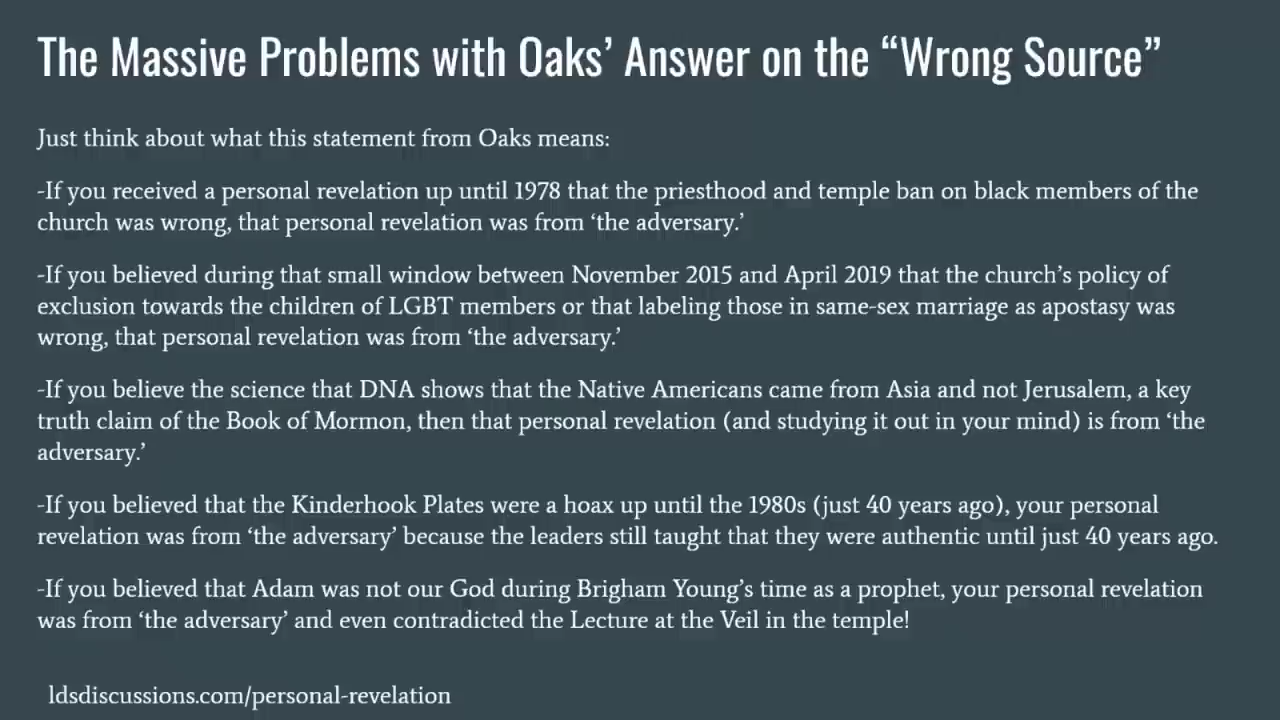 The Massive Problems with Oaks’ Answer on the “Wrong Source”
Just think about what this statement from Oaks means:
-If you received a personal revelation up until 1978 that the priesthood and temple ban on black members of the
church was wrong, that personal revelation was from ‘the adversary.’
-If you believed during that small window between November 2015 and April 2019 that the church’s policy of
exclusion towards the children of LGBT members or that labeling those in same-sex marriage as apostasy was
wrong, that personal revelation was from ‘the adversary.’
-If you believe the science that DNA shows that the Native Americans came from Asia and not Jerusalem, a key
truth claim of the Book of Mormon, then that personal revelation (and studying it out in your mind) is from ‘the
adversary.’
-If you believed that the Kinderhook Plates were a hoax up until the 1980s (just 40 years ago), your personal
revelation was from ‘the adversary’ because the leaders still taught that they were authentic until just 40 years ago.
-If you believed that Adam was not our God during Brigham Young’s time as a prophet, your personal revelation
was from ‘the adversary’ and even contradicted the Lecture at the Veil in the temple!
ldsdiscussions.com/personal-revelation